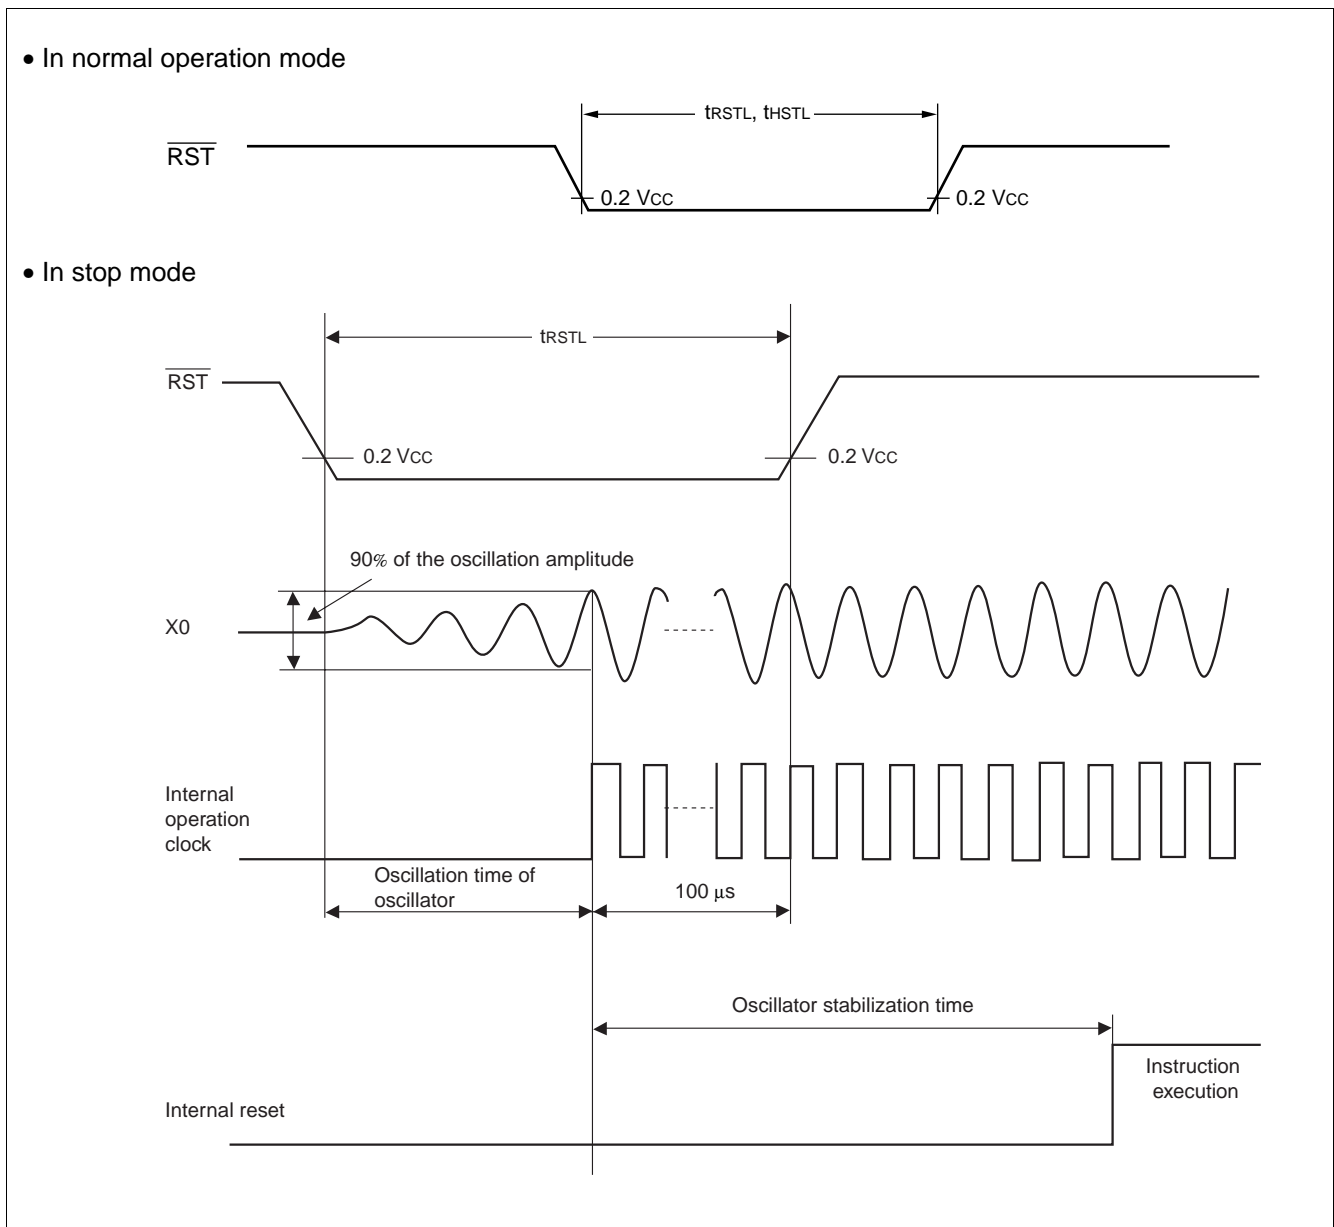 • In normal operation mode
tRSTL, tHSTL
RST
0.2 VCC
0.2 VCC
• In stop mode
tRSTL
RST
0.2 VCC
0.2 VCC
90% of the oscillation amplitude
X0
Internal
operation
clock
Oscillation time of
oscillator
100 μs
Oscillator stabilization time
Instruction
execution
Internal reset